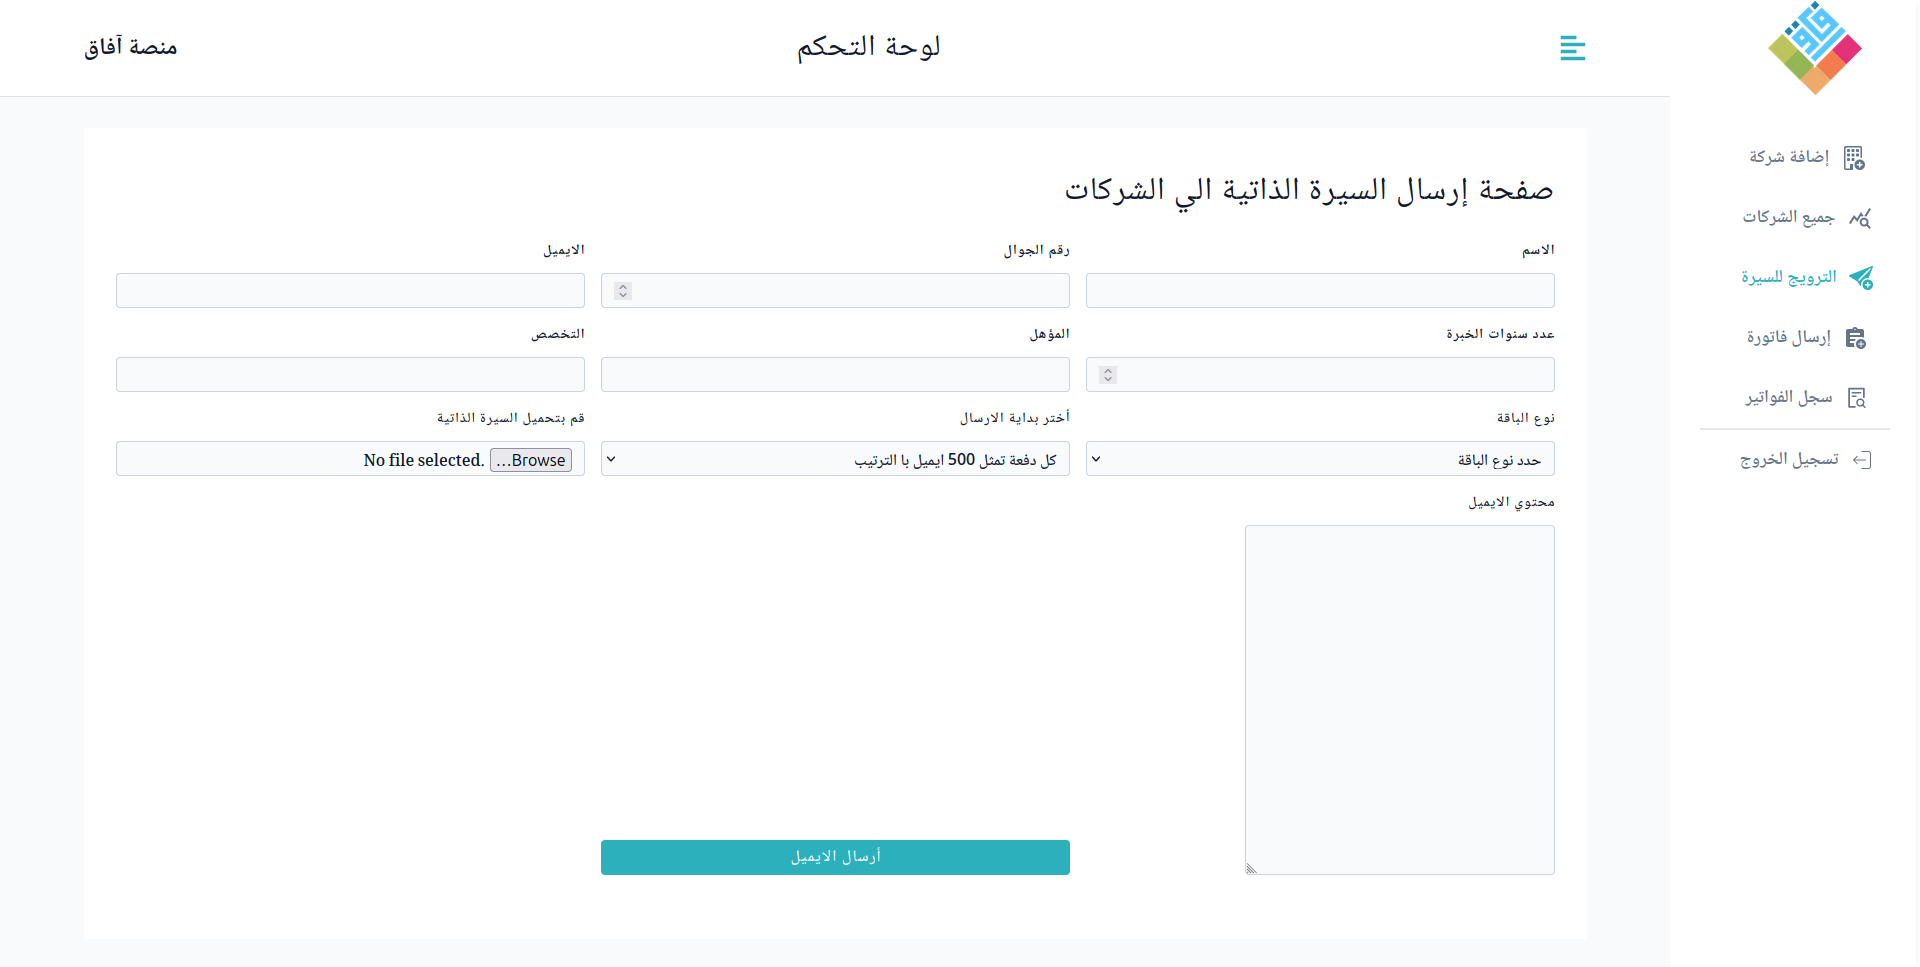 لوحة التحكم
منصة آفاق
إضافة شركة
جميع الشركات
الترويج للسيرة
إرسال فاتورة
سجل الفواتير
تسجيل الخروج
صفحة إرسال السيرة الذاتية الي الشركات
الاسم
رقم الجوال
الايميل
عدد سنوات الخبرة
المؤهل
التخصص
نوع الباقة
أختر بداية الارسال
قم بتحميل السيرة الذاتية
حدد نوع الباقة
كل دفعة تمثل 500 ايميل با الترتيب
Browse... No file selected.
محتوي الايميل
أرسال الايميل